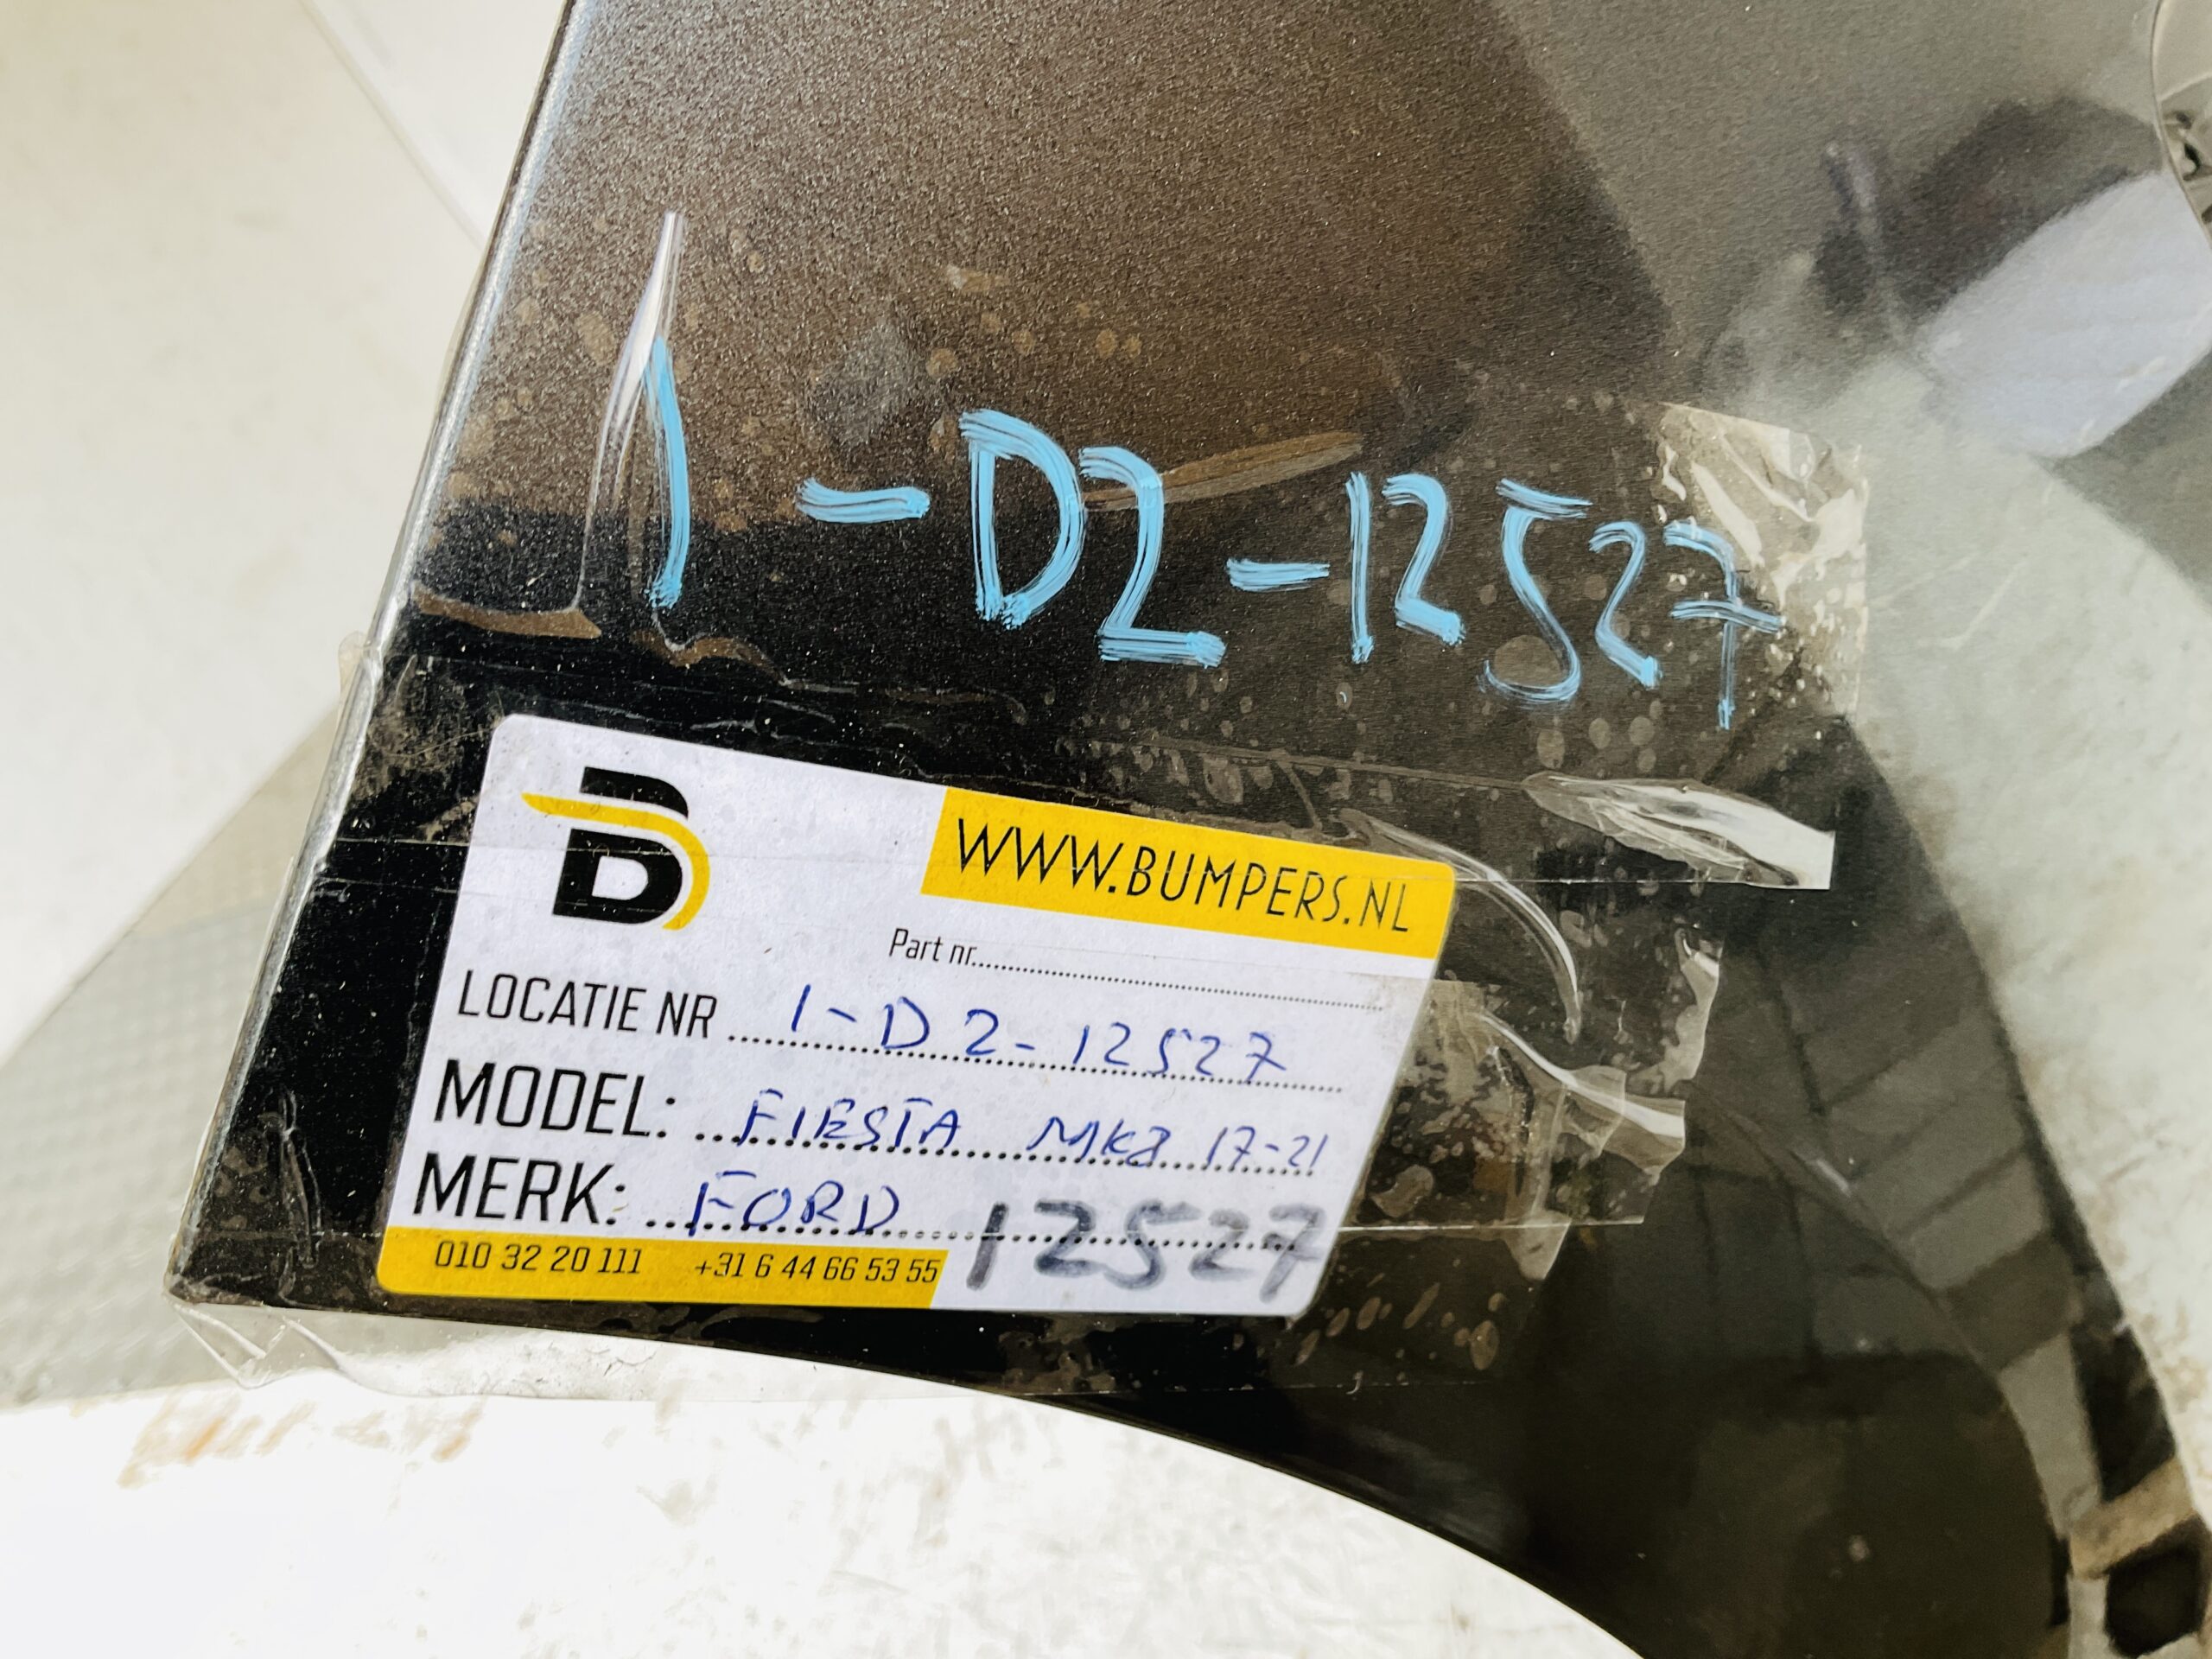 1-D2-12527
B
WWW.BUMPERS.NL
Part nr.
LOCATIE NR 1-D2-12527
MODEL: FIESTA MK8 17-21
MERK: FORD
12527
010 32 20 111 +31 6 44 66 53 55